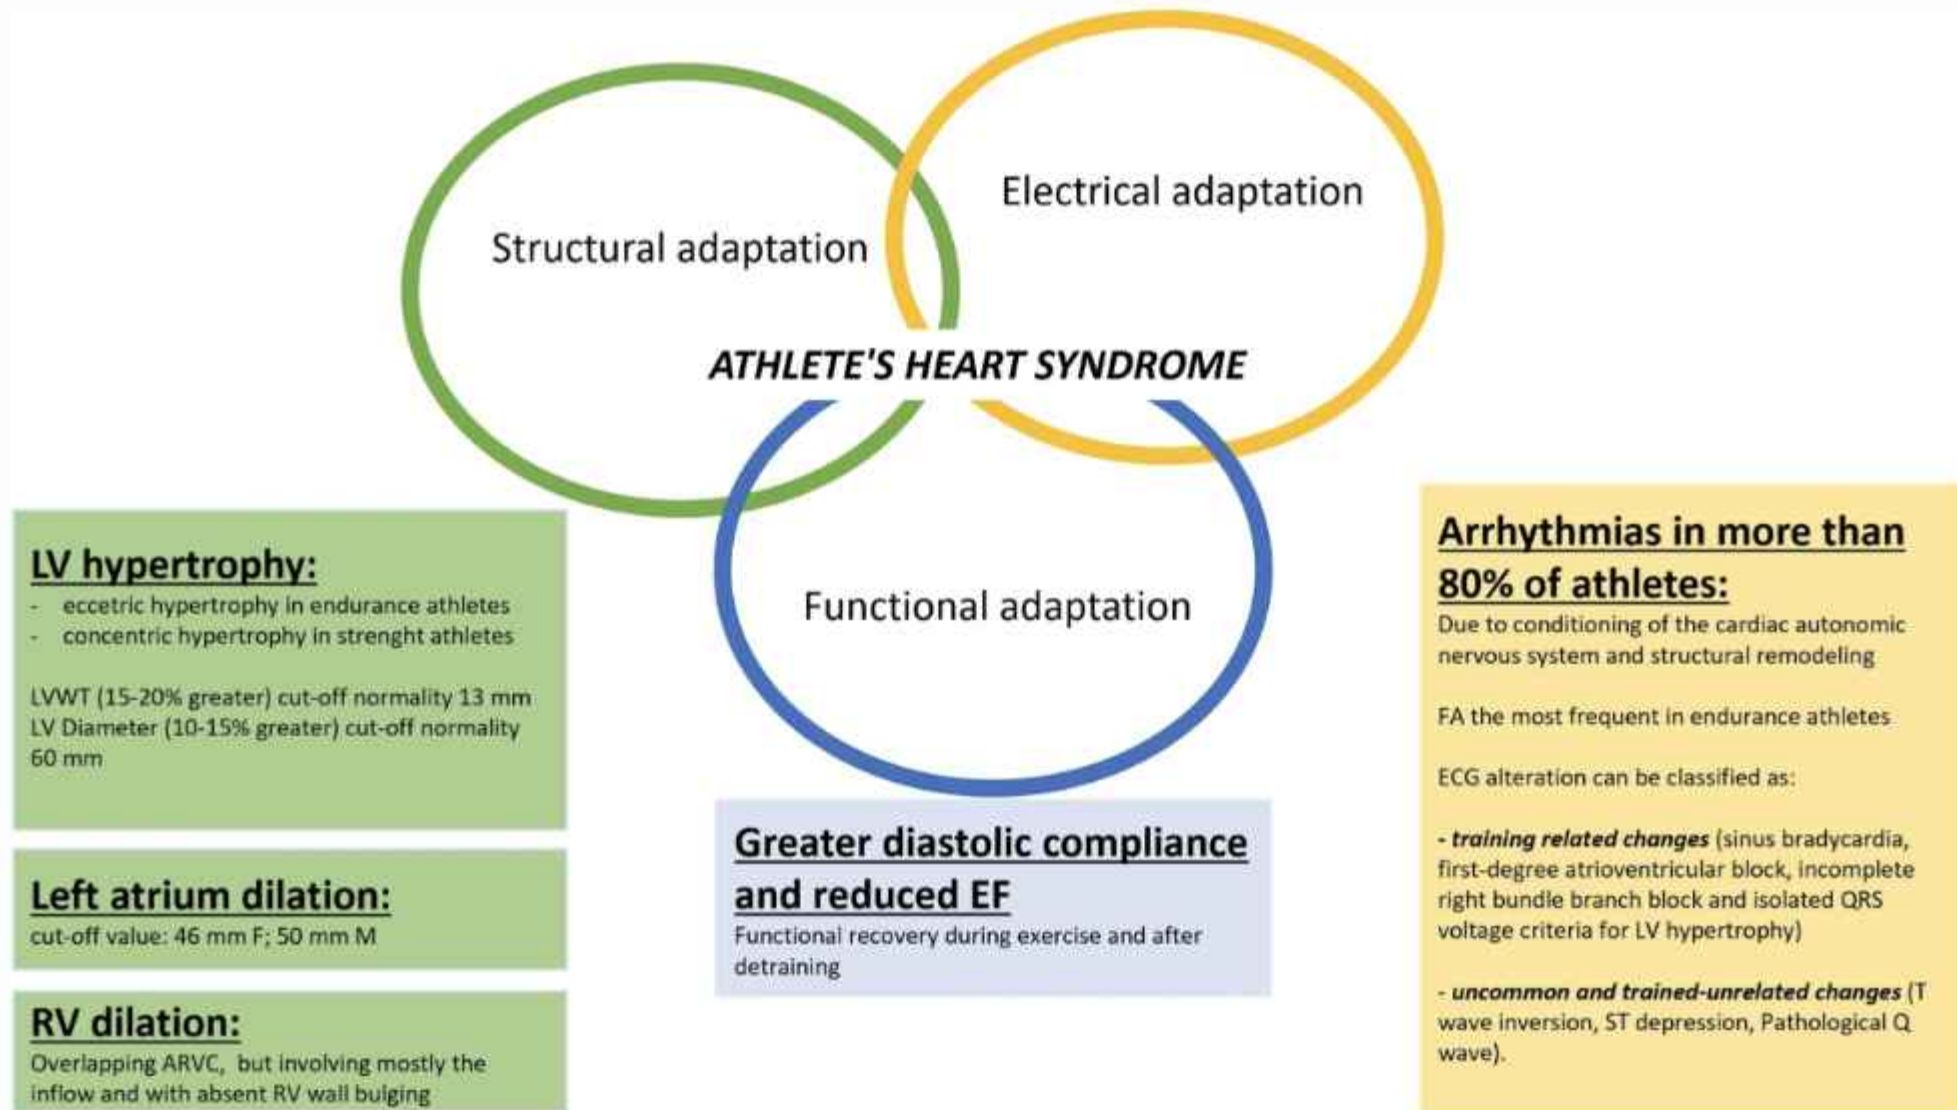 Structural adaptation
Electrical adaptation
ATHLETE'S HEART SYNDROME
Functional adaptation
LV hypertrophy:
- eccetric hypertrophy in endurance athletes
- concentric hypertrophy in strenght athletes
LVWT (15-20% greater) cut-off normality 13 mm
LV Diameter (10-15% greater) cut-off normality
60 mm
Left atrium dilation:
cut-off value: 46 mm F; 50 mm M
RV dilation:
Overlapping ARVC, but involving mostly the
inflow and with absent RV wall bulging
Greater diastolic compliance
and reduced EF
Functional recovery during exercise and after
detraining
Arrhythmias in more than
80% of athletes:
Due to conditioning of the cardiac autonomic
nervous system and structural remodeling
FA the most frequent in endurance athletes
ECG alteration can be classified as:
- training related changes (sinus bradycardia,
first-degree atrioventricular block, incomplete
right bundle branch block and isolated QRS
voltage criteria for LV hypertrophy)
- uncommon and trained-unrelated changes (T
wave inversion, ST depression, Pathological Q
wave).